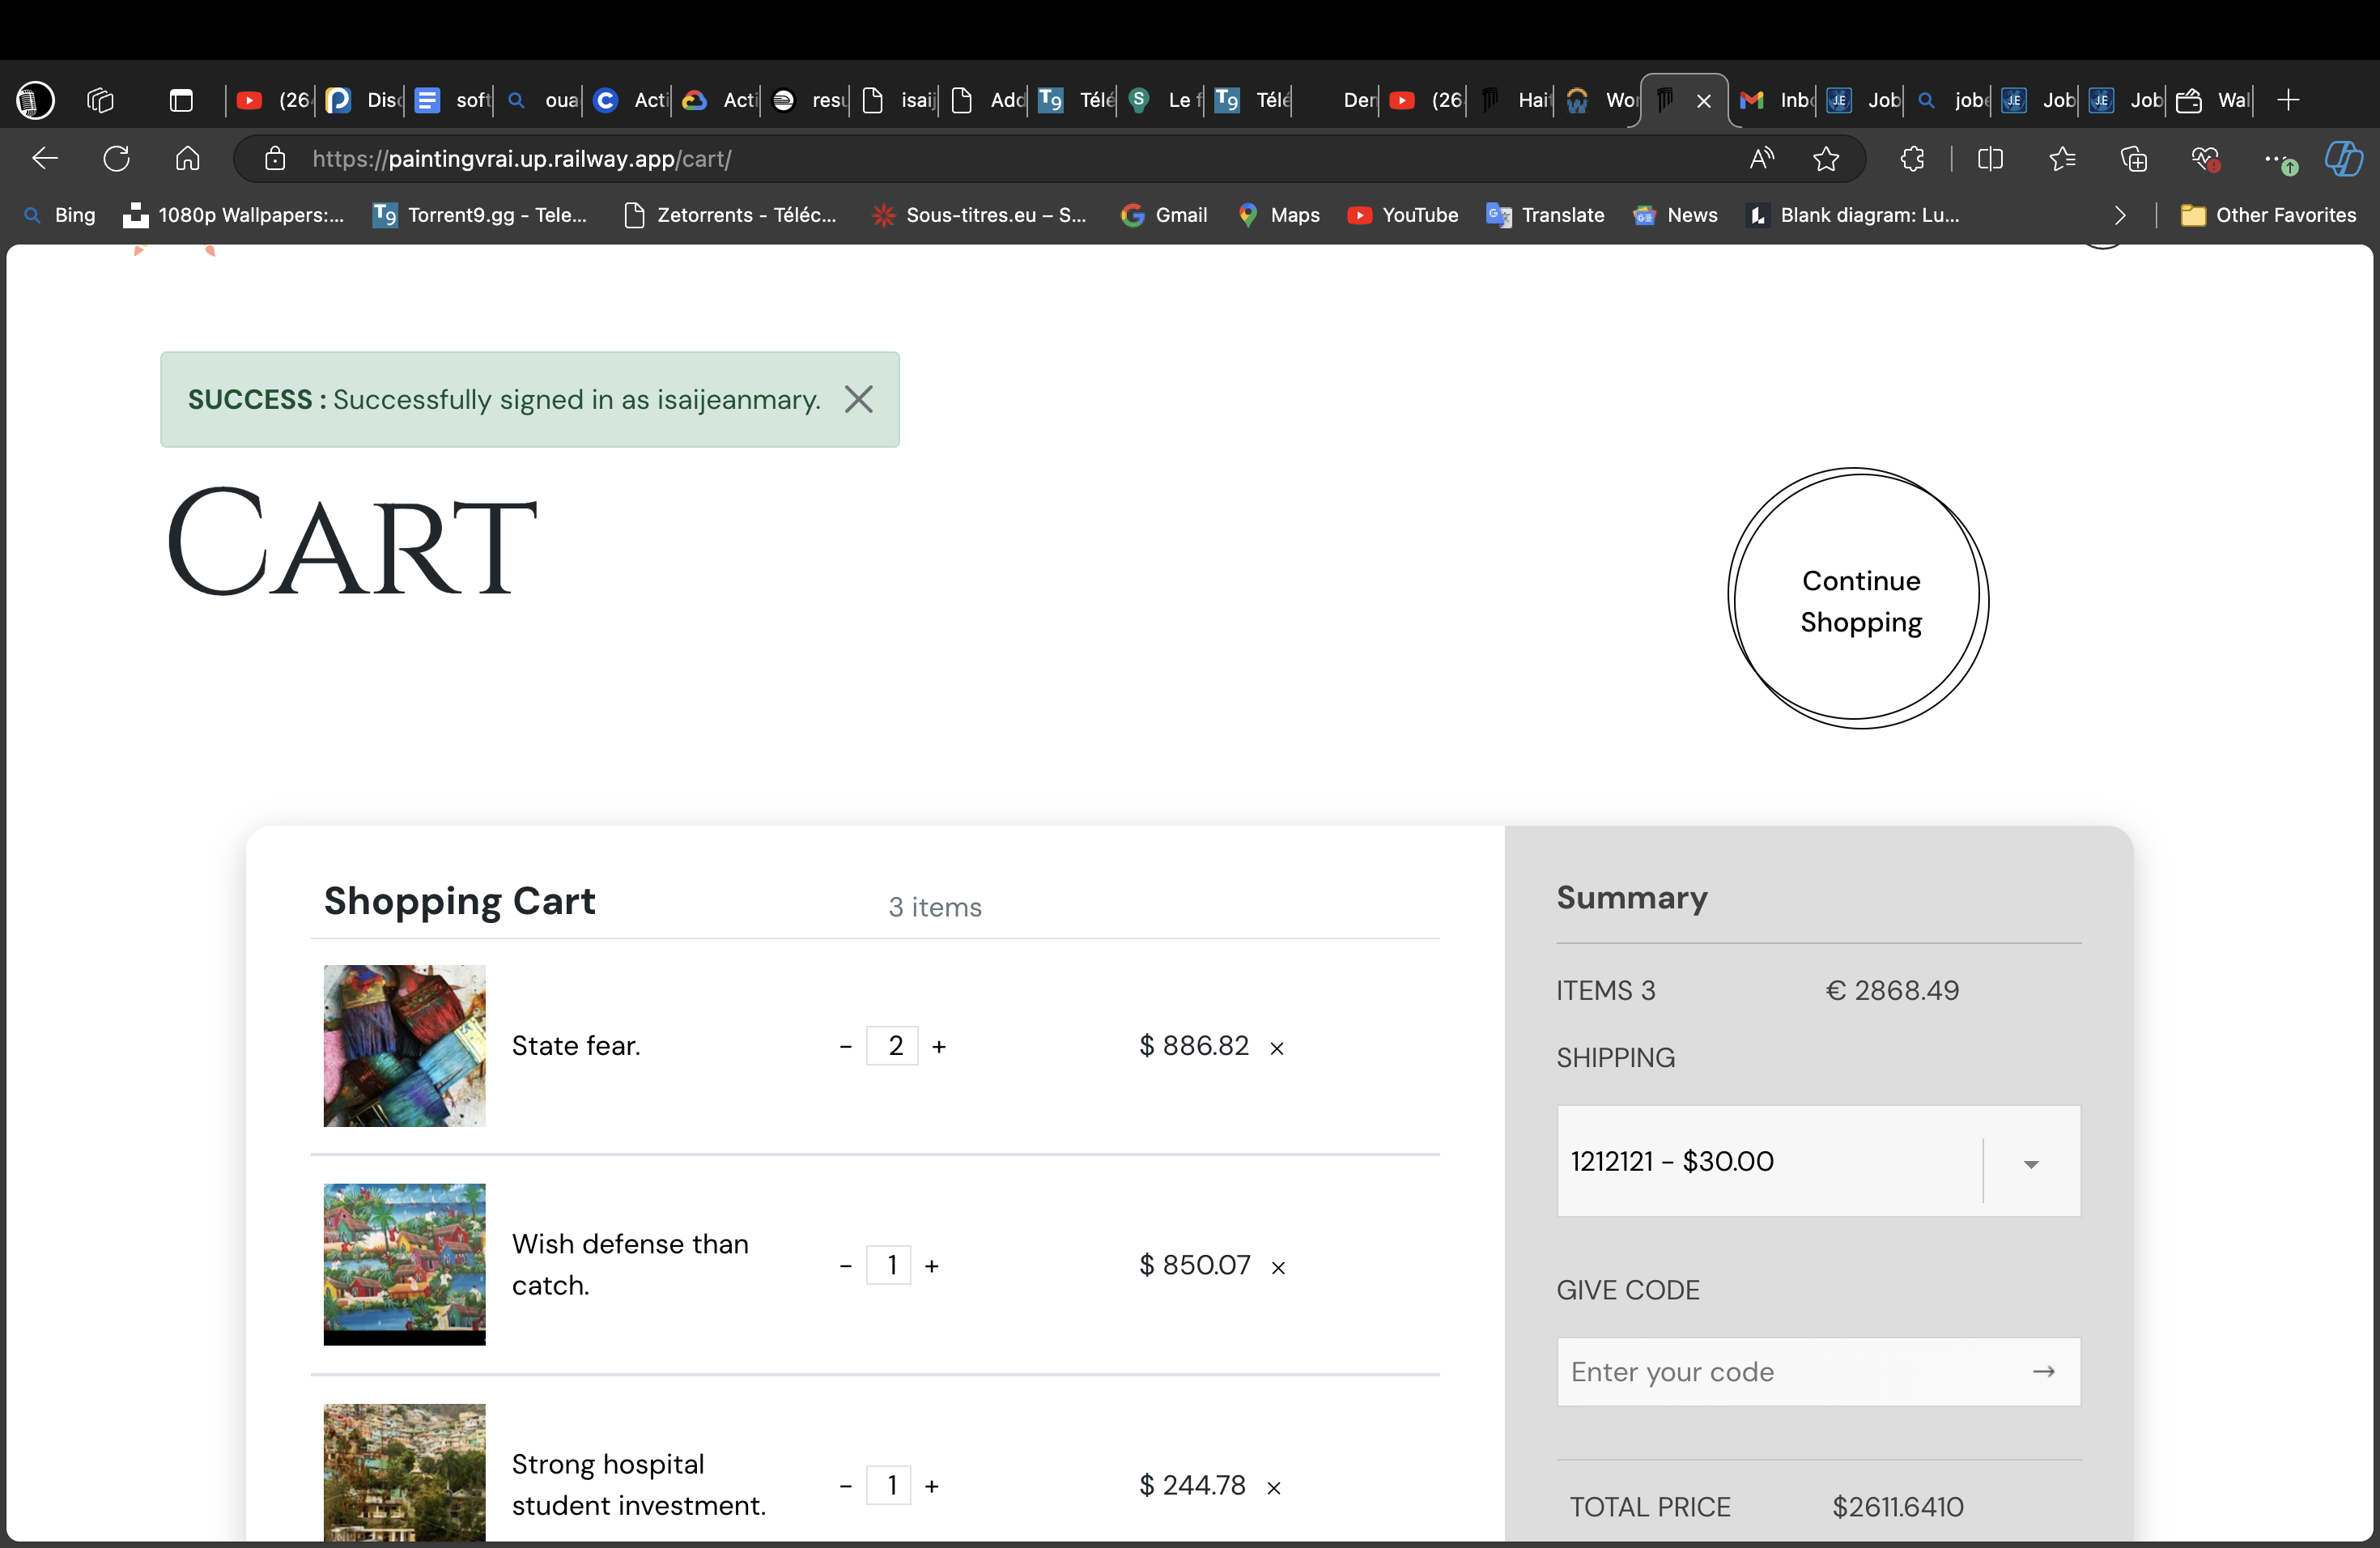 (26
Disc
soft
oua
Acti
Acti
resu
isaij
Add
Télé
Le f
Télé
Der
(26
Hai
Wor
Inbo
Job
jobe
Job
Job
Wal
https://paintingvrai.up.railway.app/cart/
Bing
1080p Wallpapers:...
Torrent9.gg - Tele...
Zetorrents - Téléc...
Sous-titres.eu – S...
Gmail
Maps
YouTube
Translate
News
Blank diagram: Lu...
Other Favorites
SUCCESS : Successfully signed in as isaijeanmary.
CART
Continue
Shopping
Shopping Cart
3 items
State fear.
- 2 +
$ 886.82 ×
Wish defense than
catch.
- 1 +
$ 850.07 ×
Strong hospital
student investment.
- 1 +
$ 244.78 ×
Summary
ITEMS 3
€ 2868.49
SHIPPING
1212121 - $30.00
GIVE CODE
Enter your code →
TOTAL PRICE
$2611.6410